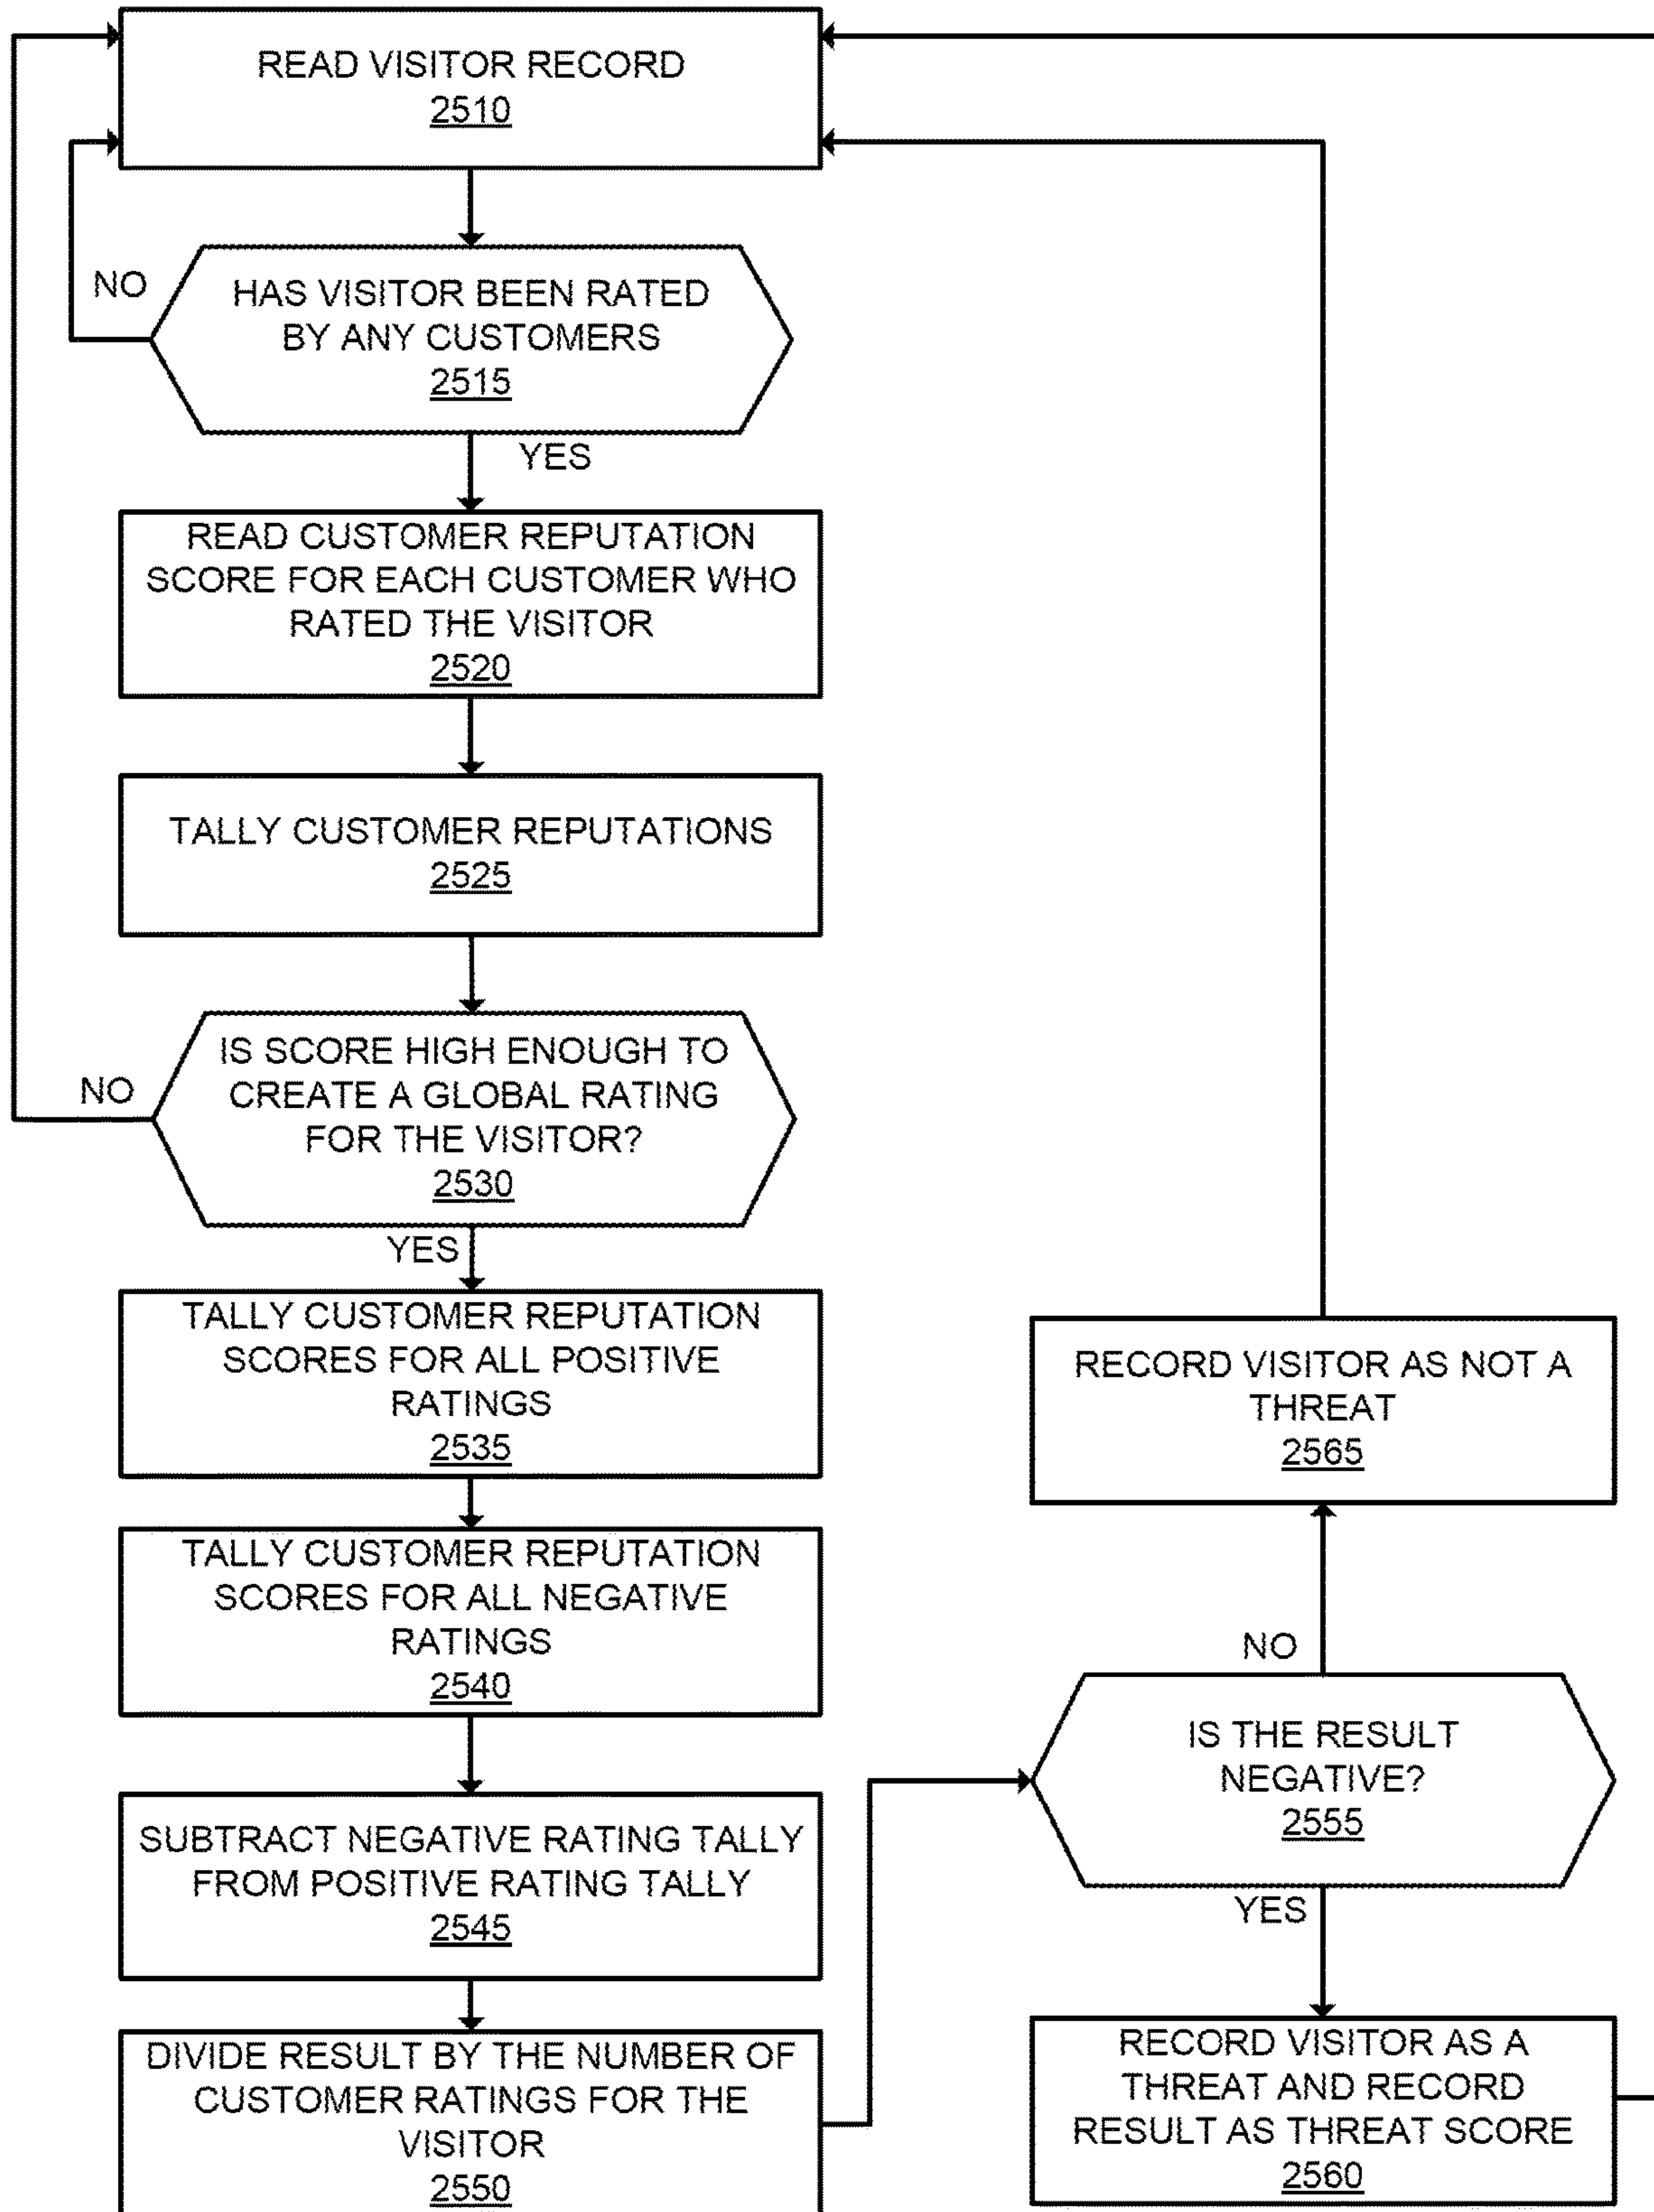 READ VISITOR RECORD
2510
NO
HAS VISITOR BEEN RATED
BY ANY CUSTOMERS
2515
YES
READ CUSTOMER REPUTATION
SCORE FOR EACH CUSTOMER WHO
RATED THE VISITOR
2520
TALLY CUSTOMER REPUTATIONS
2525
IS SCORE HIGH ENOUGH TO
CREATE A GLOBAL RATING
FOR THE VISITOR?
2530
NO
YES
TALLY CUSTOMER REPUTATION
SCORES FOR ALL POSITIVE
RATINGS
2535
TALLY CUSTOMER REPUTATION
SCORES FOR ALL NEGATIVE
RATINGS
2540
SUBTRACT NEGATIVE RATING TALLY
FROM POSITIVE RATING TALLY
2545
DIVIDE RESULT BY THE NUMBER OF
CUSTOMER RATINGS FOR THE
VISITOR
2550
RECORD VISITOR AS NOT A
THREAT
2565
NO
IS THE RESULT
NEGATIVE?
2555
YES
RECORD VISITOR AS A
THREAT AND RECORD
RESULT AS THREAT SCORE
2560